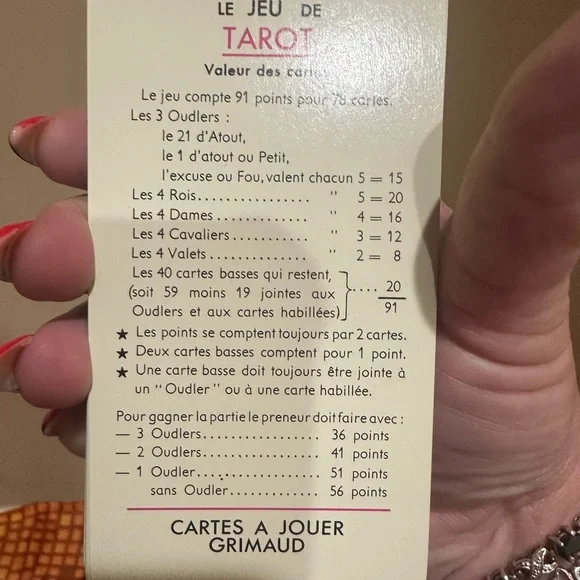 LE JEU DE
TAROT
Valeur des cartes
Le jeu compte 91 points pour 78 cartes.
Les 3 Oudlers :
le 21 d'Atout,
le 1 d'atout ou Petit,
l'excuse ou Fou, valent chacun 5 = 15
Les 4 Rois................ " 5 = 20
Les 4 Dames ............. " 4 = 16
Les 4 Cavaliers ........... " 3 = 12
Les 4 Valets ............. " 2 = 8
Les 40 cartes basses qui restent,
(soit 59 moins 19 jointes aux .... 20
Oudlers et aux cartes habillées) 91
★ Les points se comptent toujours par 2 cartes.
★ Deux cartes basses comptent pour 1 point.
★ Une carte basse doit toujours être jointe à
un "Oudler" ou à une carte habillée.
Pour gagner la partie le preneur doit faire avec :
— 3 Oudlers................ 36 points
— 2 Oudlers................ 41 points
— 1 Oudler................. 51 points
sans Oudler............. 56 points
CARTES A JOUER
GRIMAUD